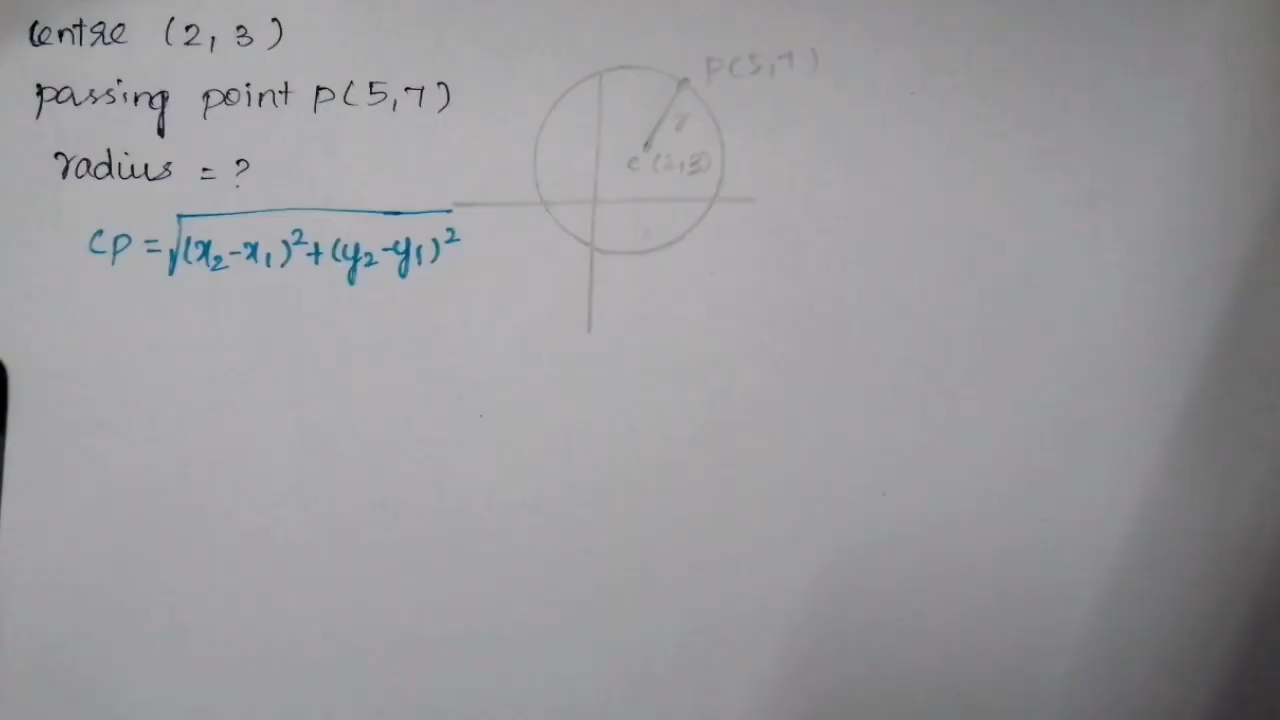 Centre (2, 3)
passing point P(5,7)
radius = ?
CP = √(x₂-x₁)²+(y₂-y₁)²
P(5,7)
r
C (2,3)